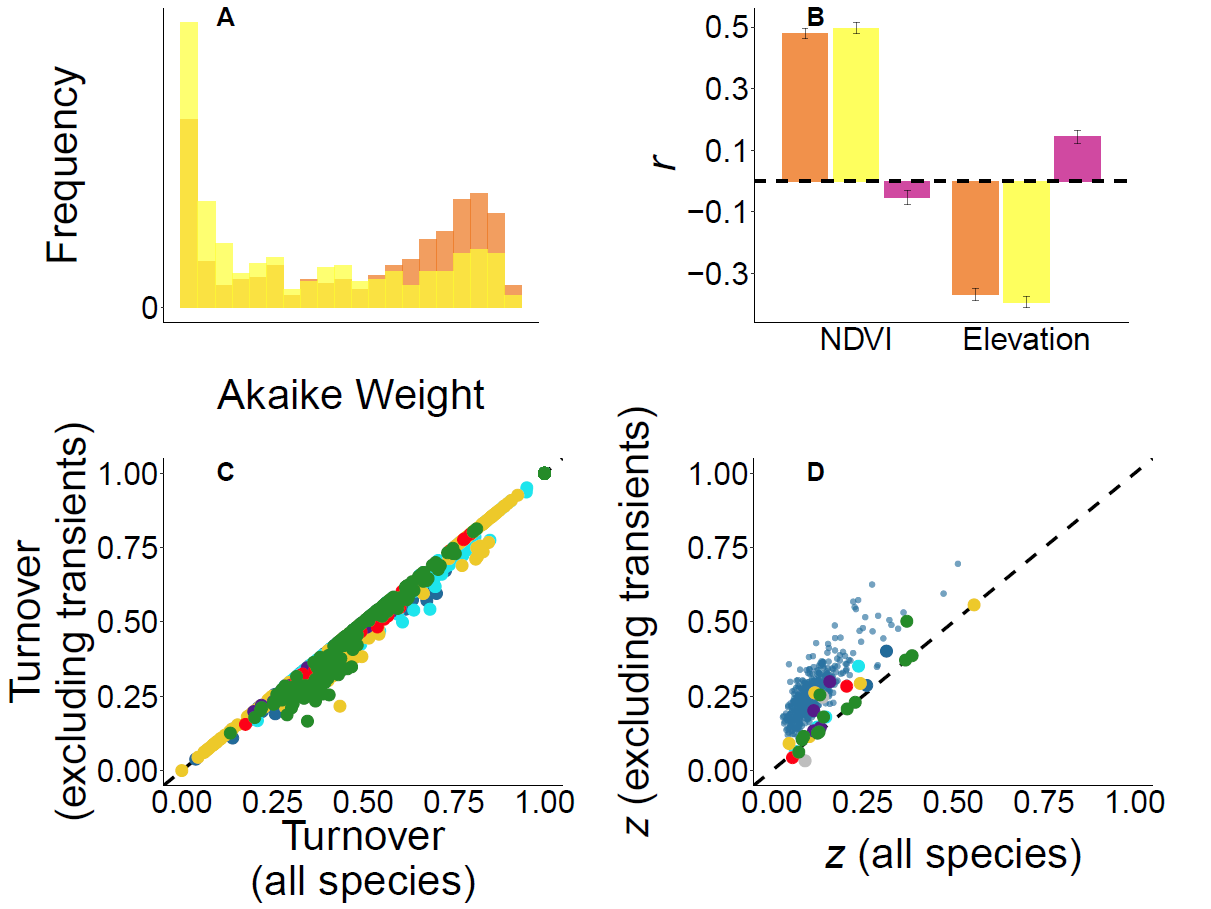 A
Frequency
0
Akaike Weight
B
r
0.5
0.3
0.1
−0.1
−0.3
NDVI
Elevation
C
Turnover
(excluding transients)
1.00
0.75
0.50
0.25
0.00
0.00 0.25 0.50 0.75 1.00
Turnover
(all species)
D
z (excluding transients)
1.00
0.75
0.50
0.25
0.00
0.00 0.25 0.50 0.75 1.00
z (all species)